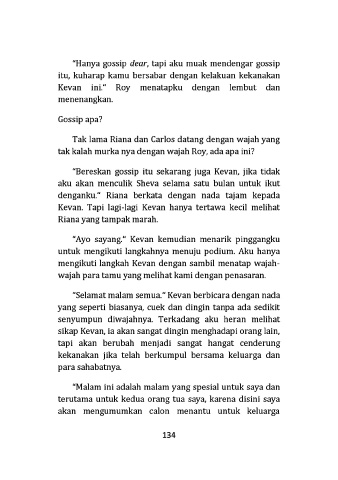 "Hanya gossip dear, tapi aku muak mendengar gossip
itu, kuharap kamu bersabar dengan kelakuan kekanakan
Kevan ini." Roy menatapku dengan lembut dan
menenangkan.
Gossip apa?
Tak lama Riana dan Carlos datang dengan wajah yang
tak kalah murka nya dengan wajah Roy, ada apa ini?
"Bereskan gossip itu sekarang juga Kevan, jika tidak
aku akan menculik Sheva selama satu bulan untuk ikut
denganku." Riana berkata dengan nada tajam kepada
Kevan. Tapi lagi-lagi Kevan hanya tertawa kecil melihat
Riana yang tampak marah.
"Ayo sayang." Kevan kemudian menarik pinggangku
untuk mengikuti langkahnya menuju podium. Aku hanya
mengikuti langkah Kevan dengan sambil menatap wajah-
wajah para tamu yang melihat kami dengan penasaran.
"Selamat malam semua." Kevan berbicara dengan nada
yang seperti biasanya, cuek dan dingin tanpa ada sedikit
senyumpun diwajahnya. Terkadang aku heran melihat
sikap Kevan, ia akan sangat dingin menghadapi orang lain,
tapi akan berubah menjadi sangat hangat cenderung
kekanakan jika telah berkumpul bersama keluarga dan
para sahabatnya.
"Malam ini adalah malam yang spesial untuk saya dan
terutama untuk kedua orang tua saya, karena disini saya
akan mengumumkan calon menantu untuk keluarga
134